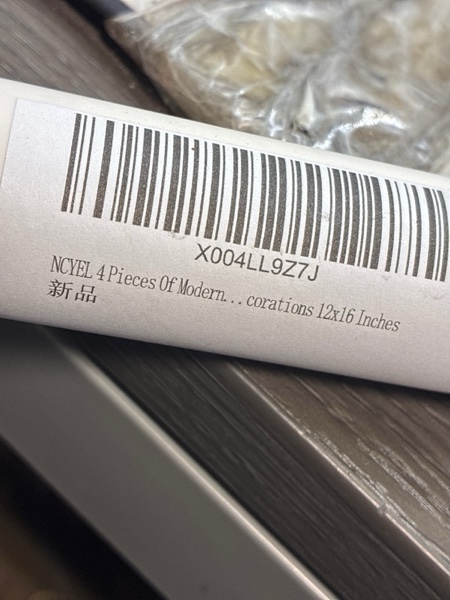 X004LL9Z7J
NCYEL 4 Pieces Of Modern... corations 12x16 Inches
新品